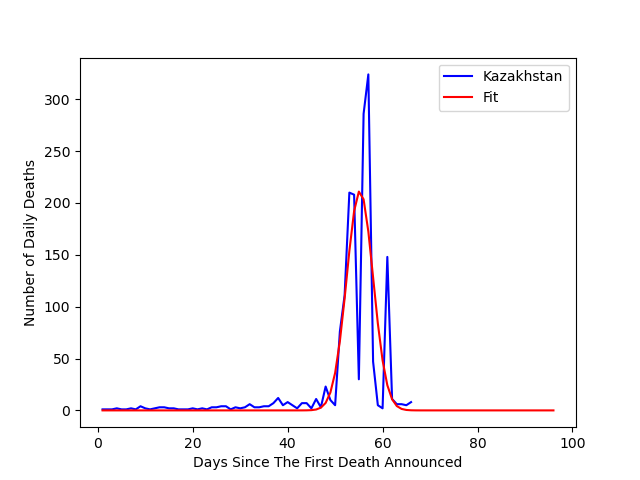 Kazakhstan
Fit
Number of Daily Deaths
300
250
200
150
100
50
0
0 20 40 60 80 100
Days Since The First Death Announced